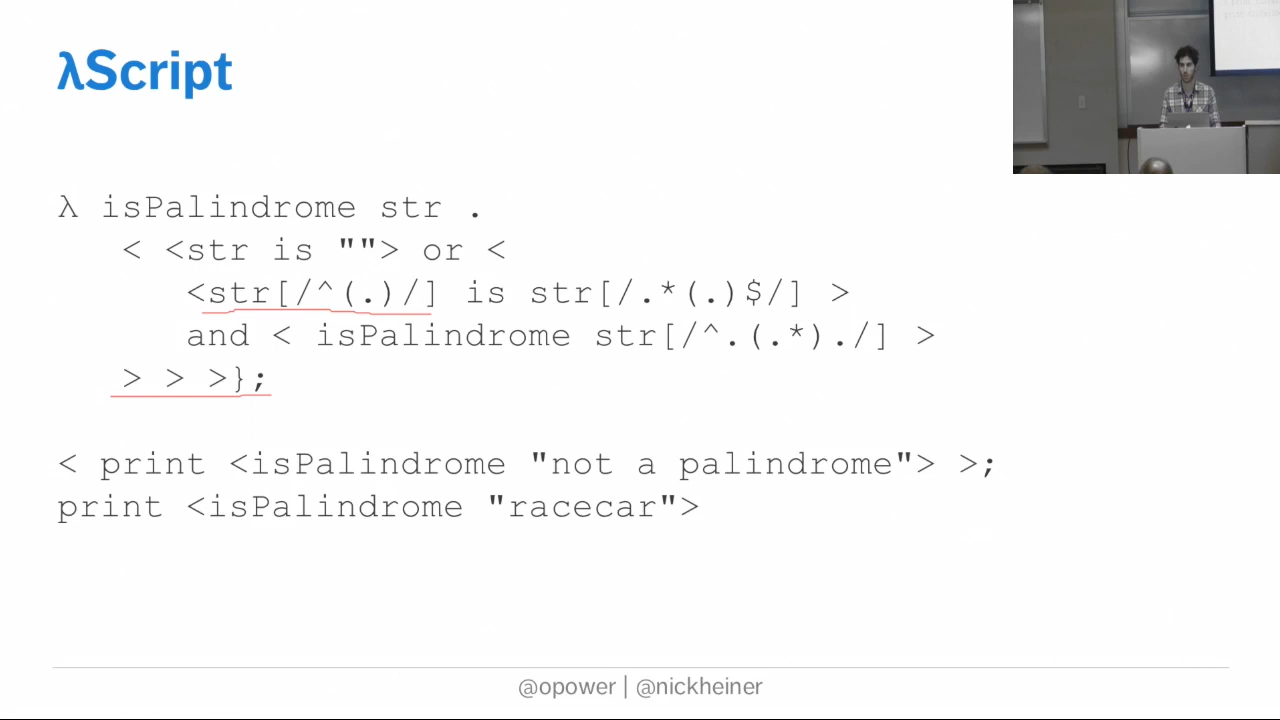 λScript
λ isPalindrome str .
< <str is ""> or <
<str[/^(.)/] is str[/.*(.)$/] >
and < isPalindrome str[/^.(.*)./] >
> > >};
< print <isPalindrome "not a palindrome"> >;
print <isPalindrome "racecar">
@opower | @nickheiner